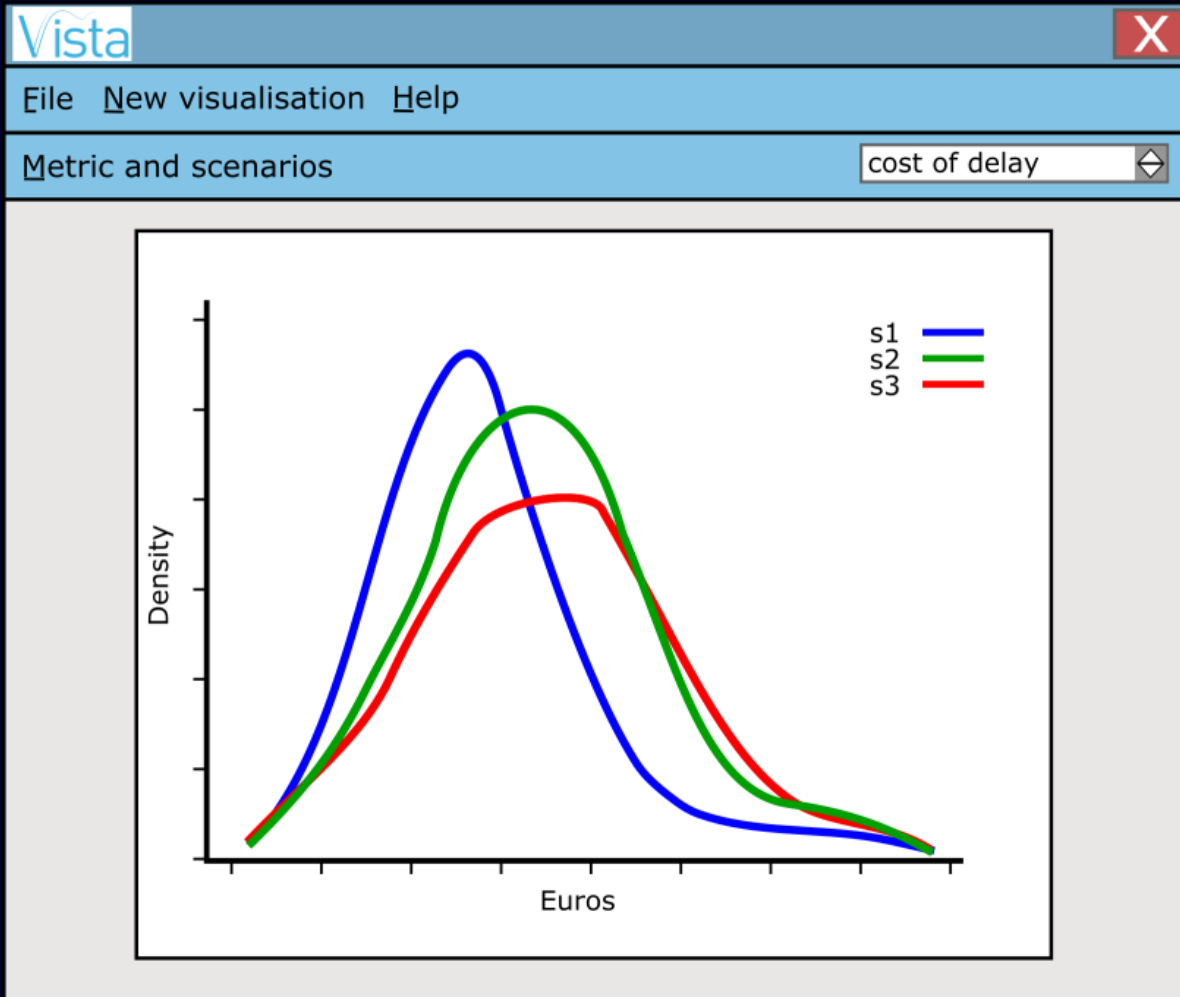 Vista
X
File New visualisation Help
Metric and scenarios
cost of delay
s1
s2
s3
Density
Euros